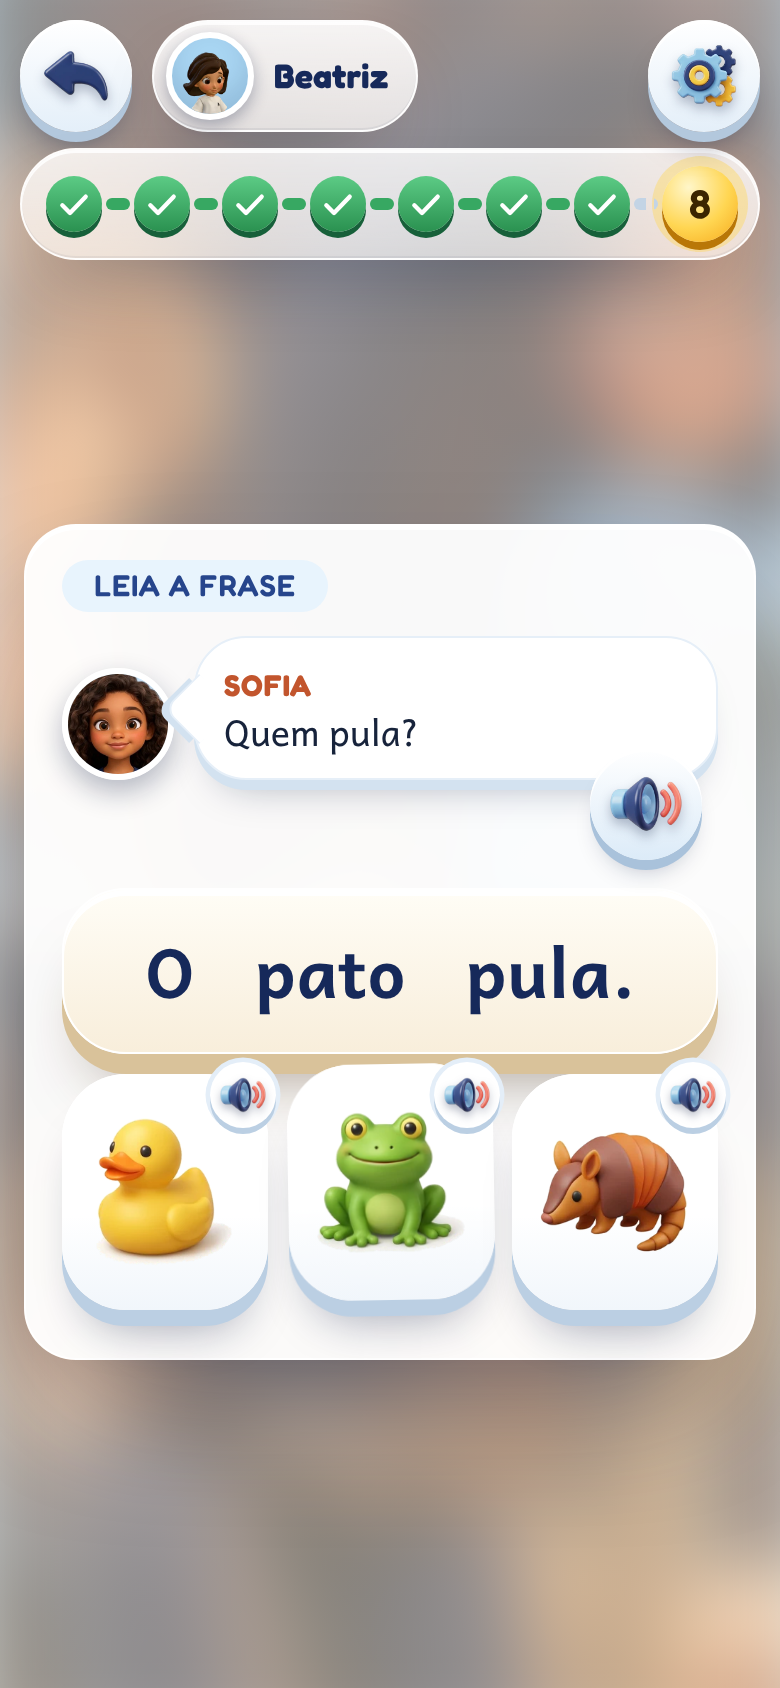 Beatriz
8
LEIA A FRASE
SOFIA
Quem pula?
O pato pula.